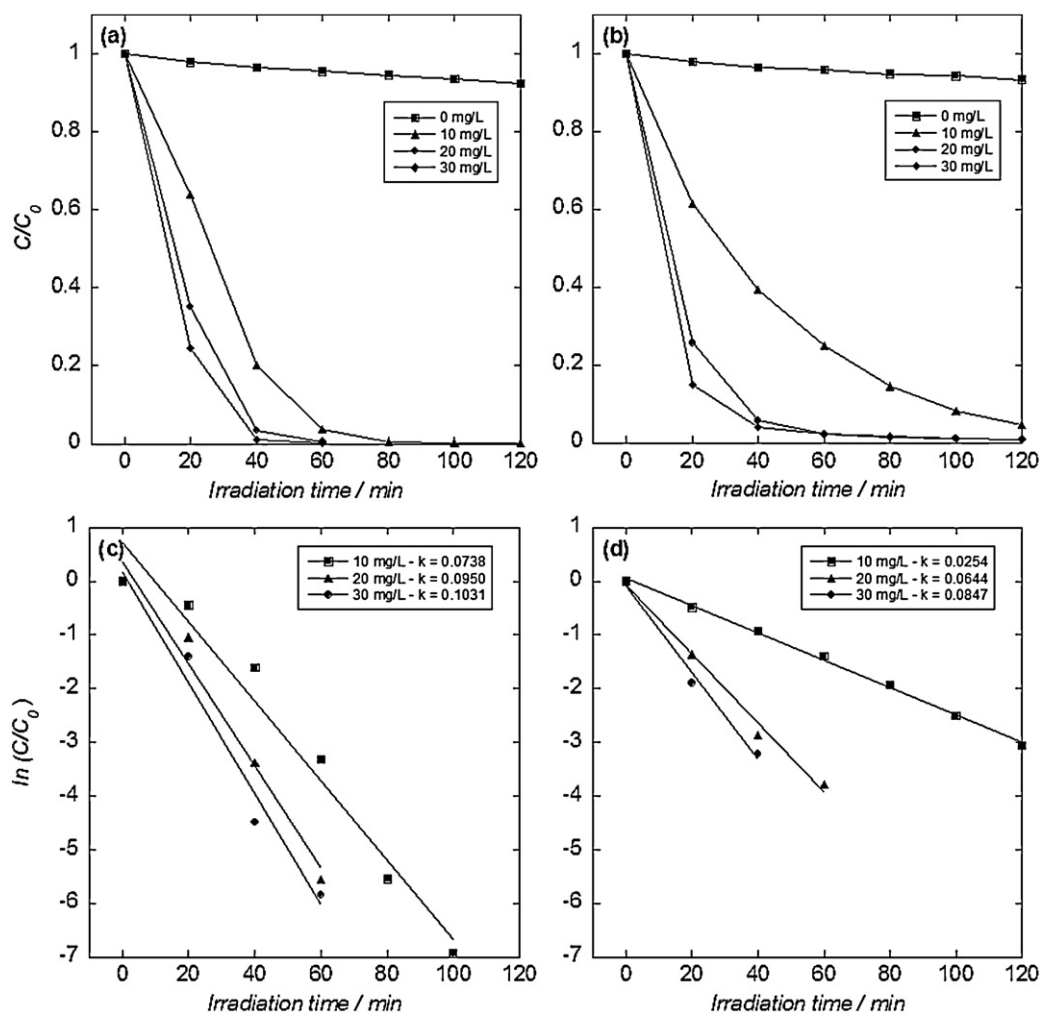 (a)
1
0.8
0.6
0.4
0.2
0
C/C0
0 mg/L
10 mg/L
20 mg/L
30 mg/L
0 20 40 60 80 100 120
Irradiation time / min
(b)
1
0.8
0.6
0.4
0.2
0
0 mg/L
10 mg/L
20 mg/L
30 mg/L
0 20 40 60 80 100 120
Irradiation time / min
(c)
1
0
-1
-2
-3
-4
-5
-6
-7
ln (C/C0)
10 mg/L - k = 0.0738
20 mg/L - k = 0.0950
30 mg/L - k = 0.1031
0 20 40 60 80 100 120
Irradiation time / min
(d)
1
0
-1
-2
-3
-4
-5
-6
-7
10 mg/L - k = 0.0254
20 mg/L - k = 0.0644
30 mg/L - k = 0.0847
0 20 40 60 80 100 120
Irradiation time / min